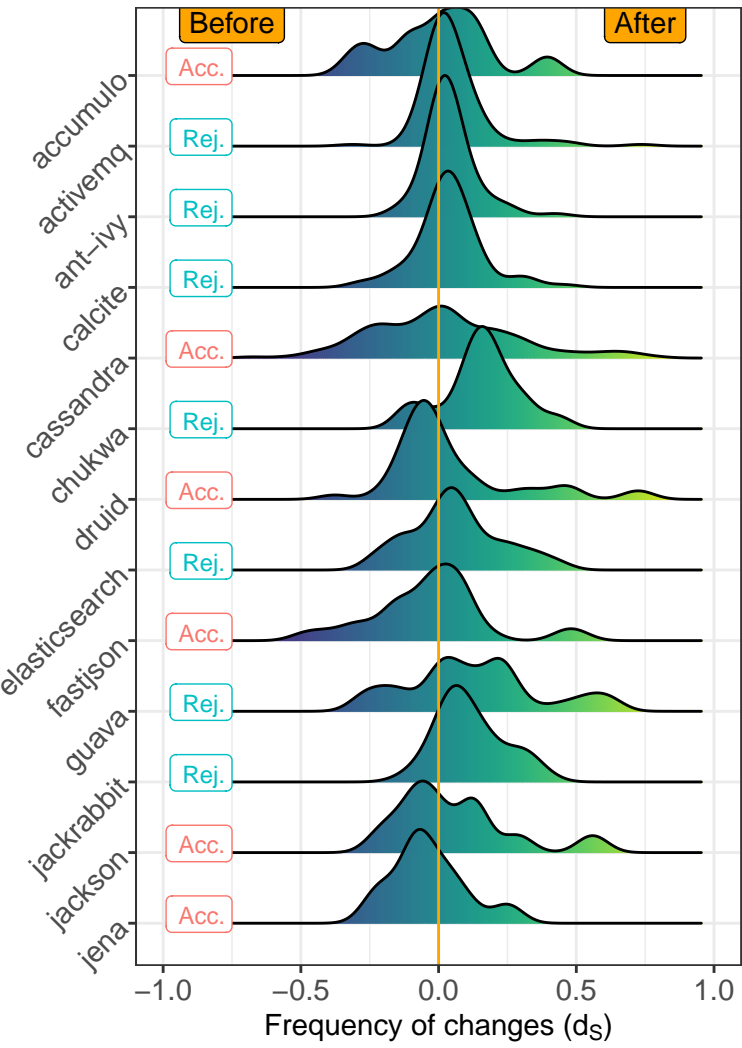 Before After
accumulo Acc.
activemq Rej.
ant−ivy Rej.
calcite Rej.
cassandra Acc.
chukwa Rej.
druid Acc.
elasticsearch Rej.
fastjson Acc.
guava Rej.
jackrabbit Rej.
jackson Acc.
jena Acc.
−1.0 −0.5 0.0 0.5 1.0
Frequency of changes (dS)